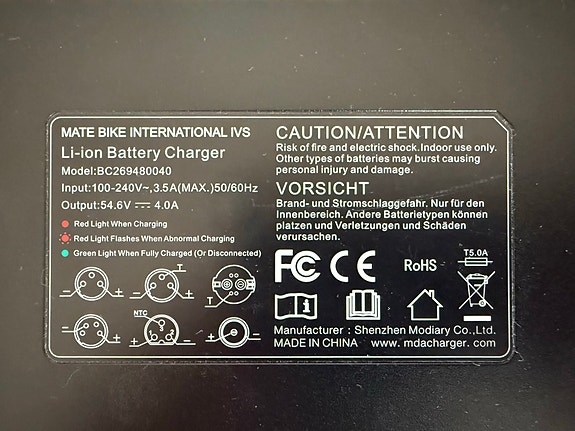 MATE BIKE INTERNATIONAL IVS
Li-ion Battery Charger
Model:BC269480040
Input:100-240V~,3.5A(MAX.)50/60Hz
Output:54.6V ⎓ 4.0A
Red Light When Charging
Red Light Flashes When Abnormal Charging
Green Light When Fully Charged (Or Disconnected)
- + - + T
T - +
- + NTC - + - +
CAUTION/ATTENTION
Risk of fire and electric shock.Indoor use only.
Other types of batteries may burst causing
personal injury and damage.
VORSICHT
Brand- und Stromschlaggefahr. Nur für den
Innenbereich. Andere Batterietypen können
platzen und Verletzungen und Schäden
verursachen.
FC CE RoHS T5.0A
Manufacturer : Shenzhen Modiary Co.,Ltd.
MADE IN CHINA www. mdacharger. com